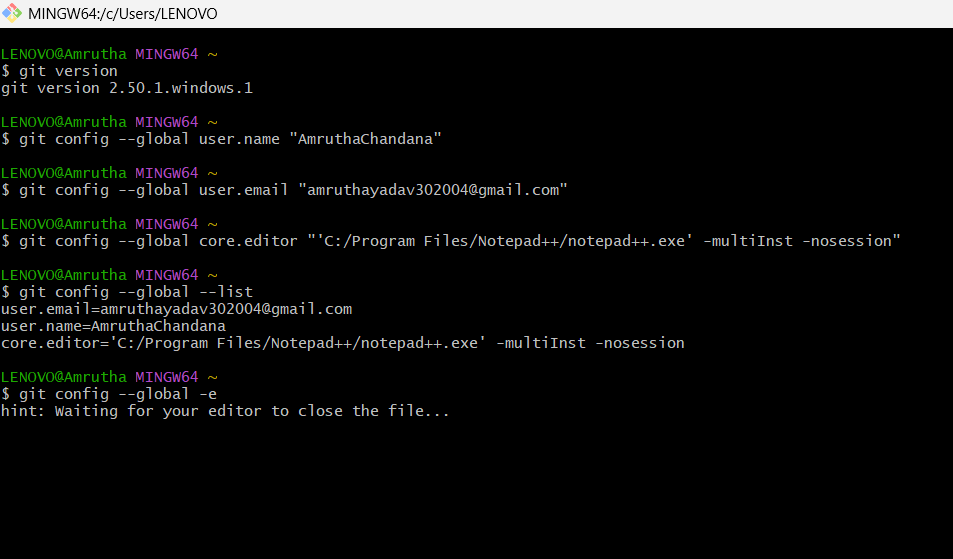 MINGW64:/c/Users/LENOVO
LENOVO@Amrutha MINGW64 ~
$ git version
git version 2.50.1.windows.1
LENOVO@Amrutha MINGW64 ~
$ git config --global user.name "AmruthaChandana"
LENOVO@Amrutha MINGW64 ~
$ git config --global user.email "amruthayadav302004@gmail.com"
LENOVO@Amrutha MINGW64 ~
$ git config --global core.editor "'C:/Program Files/Notepad++/notepad++.exe' -multiInst -nosession"
LENOVO@Amrutha MINGW64 ~
$ git config --global --list
user.email=amruthayadav302004@gmail.com
user.name=AmruthaChandana
core.editor='C:/Program Files/Notepad++/notepad++.exe' -multiInst -nosession
LENOVO@Amrutha MINGW64 ~
$ git config --global -e
hint: Waiting for your editor to close the file...